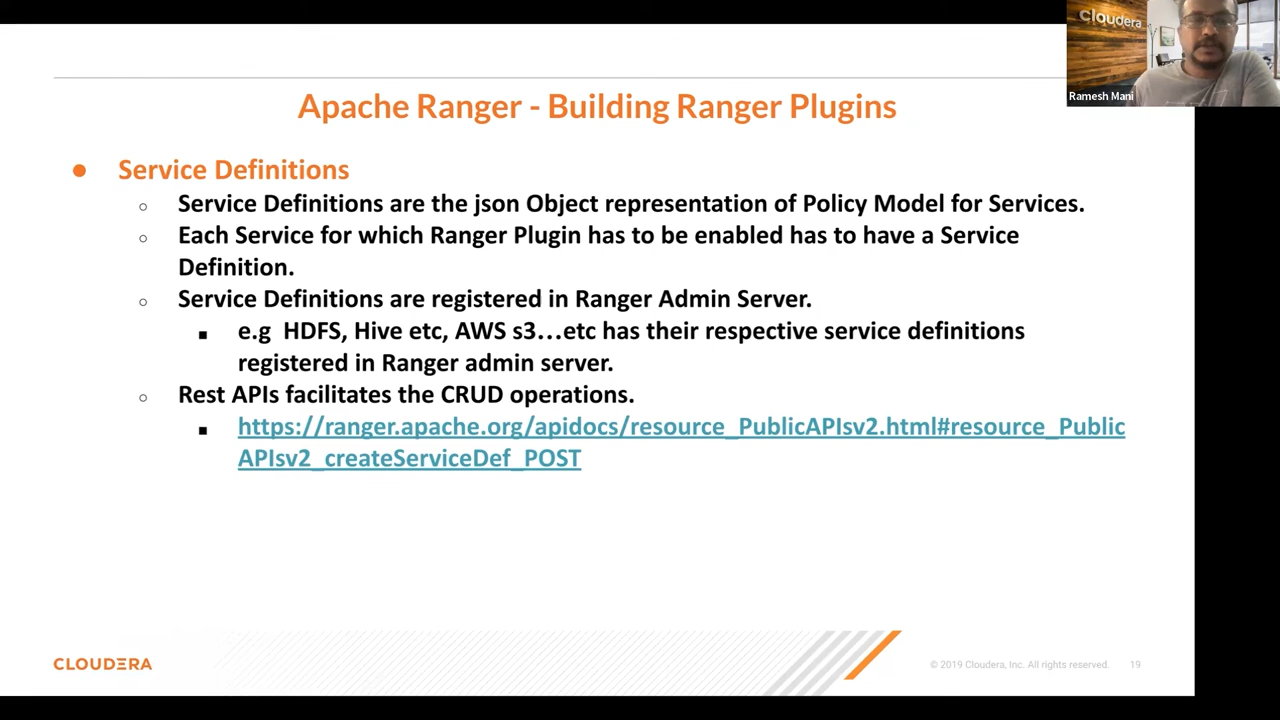 cloudera
Ramesh Mani
Apache Ranger - Building Ranger Plugins
● Service Definitions
○ Service Definitions are the json Object representation of Policy Model for Services.
○ Each Service for which Ranger Plugin has to be enabled has to have a Service
Definition.
○ Service Definitions are registered in Ranger Admin Server.
■ e.g HDFS, Hive etc, AWS s3...etc has their respective service definitions
registered in Ranger admin server.
○ Rest APIs facilitates the CRUD operations.
■ https://ranger.apache.org/apidocs/resource_PublicAPIsv2.html#resource_Public
APIsv2_createServiceDef_POST
CLOUDERA
© 2019 Cloudera, Inc. All rights reserved. 19